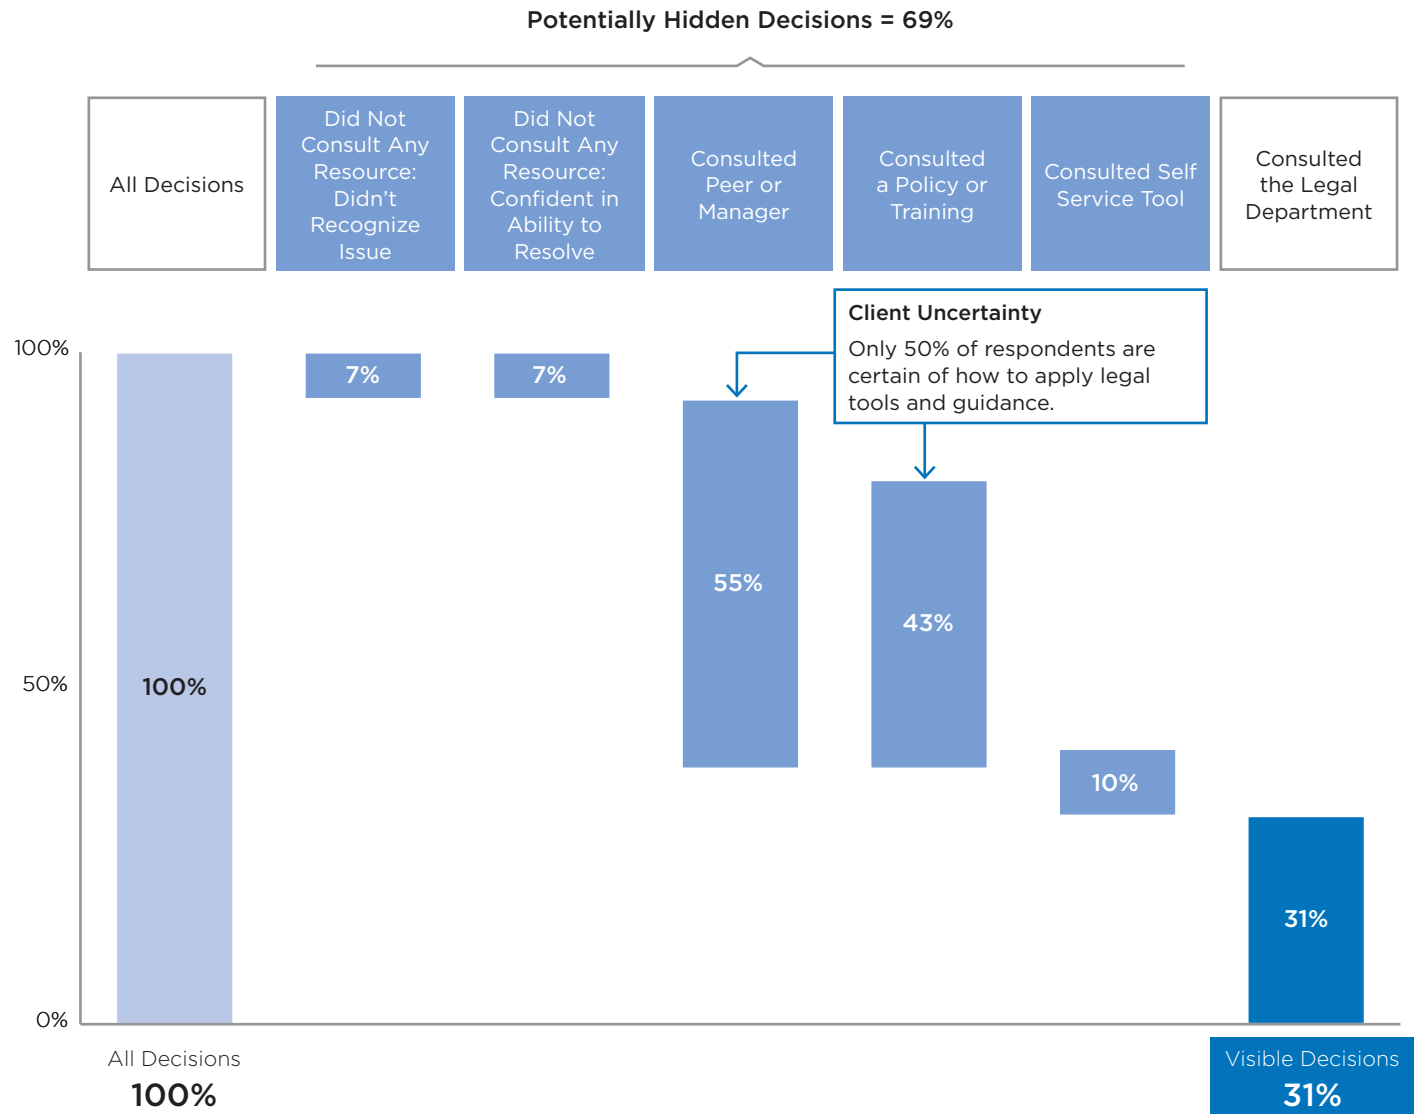 Potentially Hidden Decisions = 69%
All Decisions
Did Not
Consult Any
Resource:
Didn’t
Recognize
Issue
Did Not
Consult Any
Resource:
Confident in
Ability to
Resolve
Consulted
Peer or
Manager
Consulted
a Policy or
Training
Consulted Self
Service Tool
Consulted
the Legal
Department
Client Uncertainty
Only 50% of respondents are
certain of how to apply legal
tools and guidance.
100%
50%
0%
100%
7%
7%
55%
43%
10%
31%
All Decisions
100%
Visible Decisions
31%